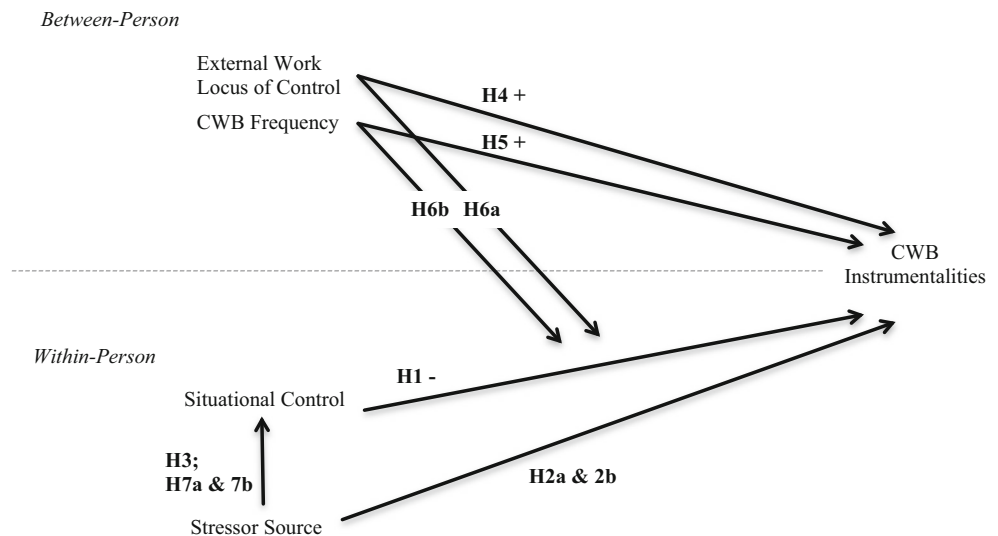 Between-Person
External Work
Locus of Control
CWB Frequency
H4 +
H5 +
H6b H6a
CWB
Instrumentalities
Within-Person
H1 -
Situational Control
H3;
H7a & 7b
H2a & 2b
Stressor Source